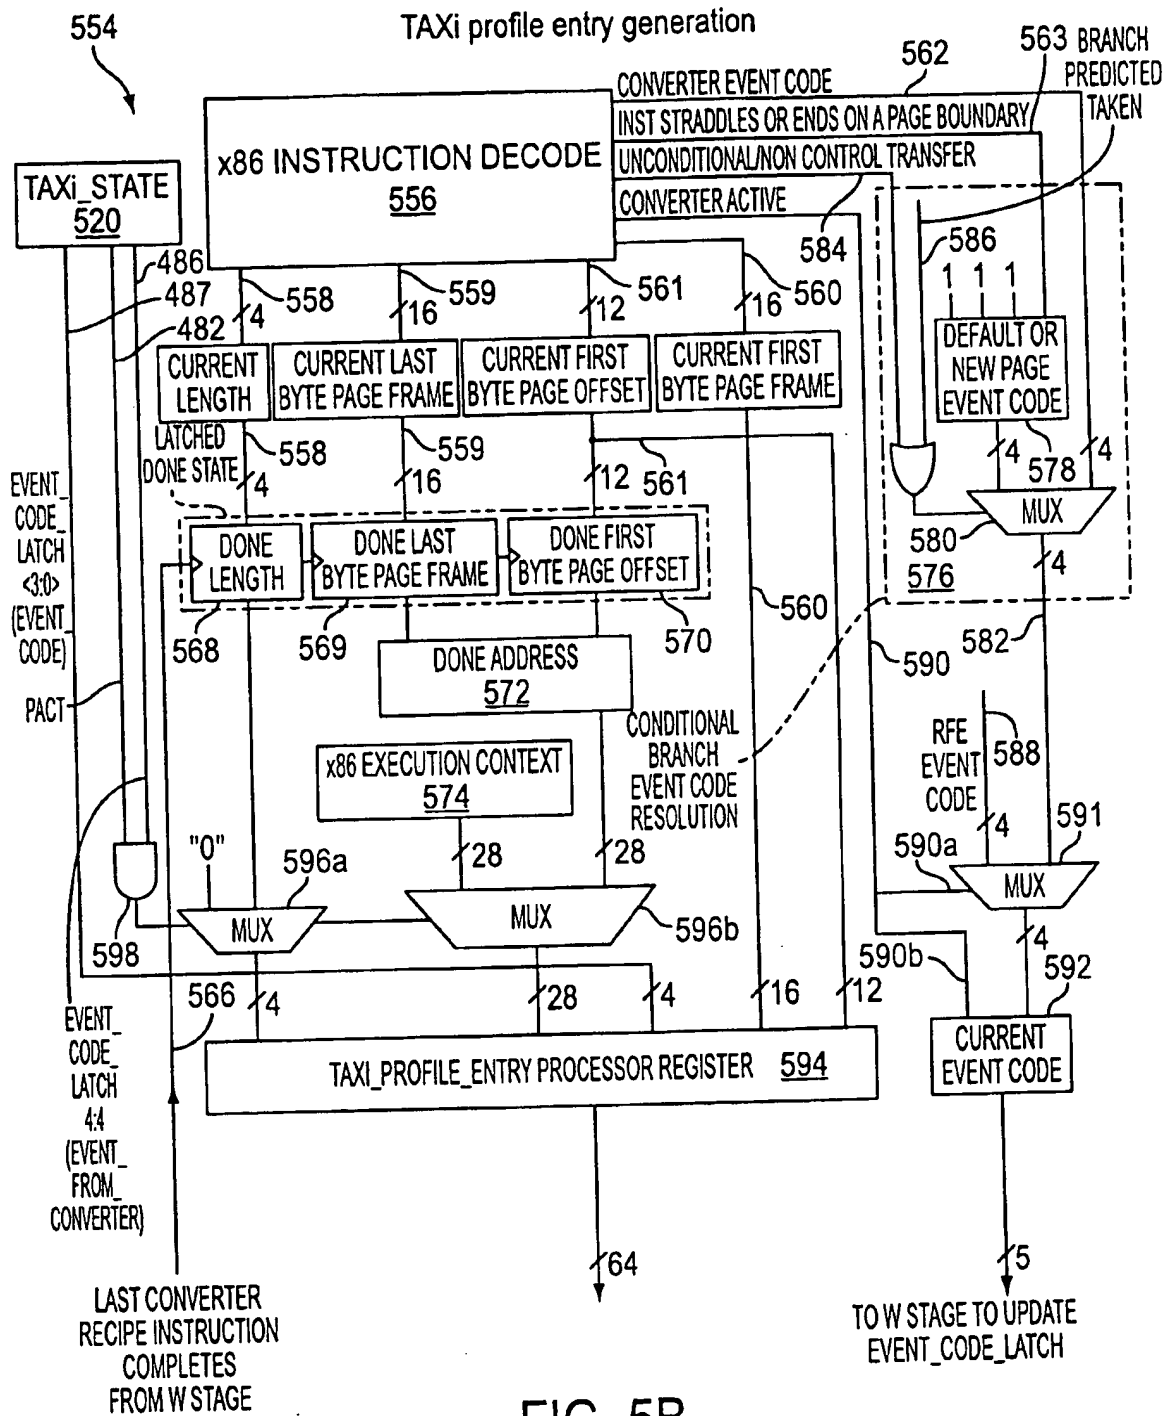 554
TAXi profile entry generation
562
563
BRANCH
PREDICTED
TAKEN
CONVERTER EVENT CODE
INST STRADDLES OR ENDS ON A PAGE BOUNDARY
UNCONDITIONAL/NON CONTROL TRANSFER
CONVERTER ACTIVE
x86 INSTRUCTION DECODE
556
TAXi_STATE
520
584
586
486
487
482
558
559
561
560
4
16
12
16
1 1 1
DEFAULT OR
NEW PAGE
EVENT CODE
578
CURRENT
LENGTH
CURRENT LAST
BYTE PAGE FRAME
CURRENT FIRST
BYTE PAGE OFFSET
CURRENT FIRST
BYTE PAGE FRAME
LATCHED
DONE STATE
558
559
561
4
16
12
4
4
MUX
580
576
4
EVENT_
CODE_
LATCH
<3:0>
(EVENT_
CODE)
DONE
LENGTH
DONE LAST
BYTE PAGE FRAME
DONE FIRST
BYTE PAGE OFFSET
568
569
570
560
590
582
DONE ADDRESS
572
PACT
CONDITIONAL
BRANCH
EVENT CODE
RESOLUTION
RFE
EVENT
CODE
588
x86 EXECUTION CONTEXT
574
4
"0"
596a
28
28
590a
591
MUX
MUX
MUX
596b
598
4
590b
592
566
4
28
4
16
12
EVENT_
CODE_
LATCH
4:4
(EVENT_
FROM_
CONVERTER)
TAXI_PROFILE_ENTRY PROCESSOR REGISTER 594
CURRENT
EVENT CODE
64
5
LAST CONVERTER
RECIPE INSTRUCTION
COMPLETES
FROM W STAGE
TO W STAGE TO UPDATE
EVENT_CODE_LATCH
FIG. 5B